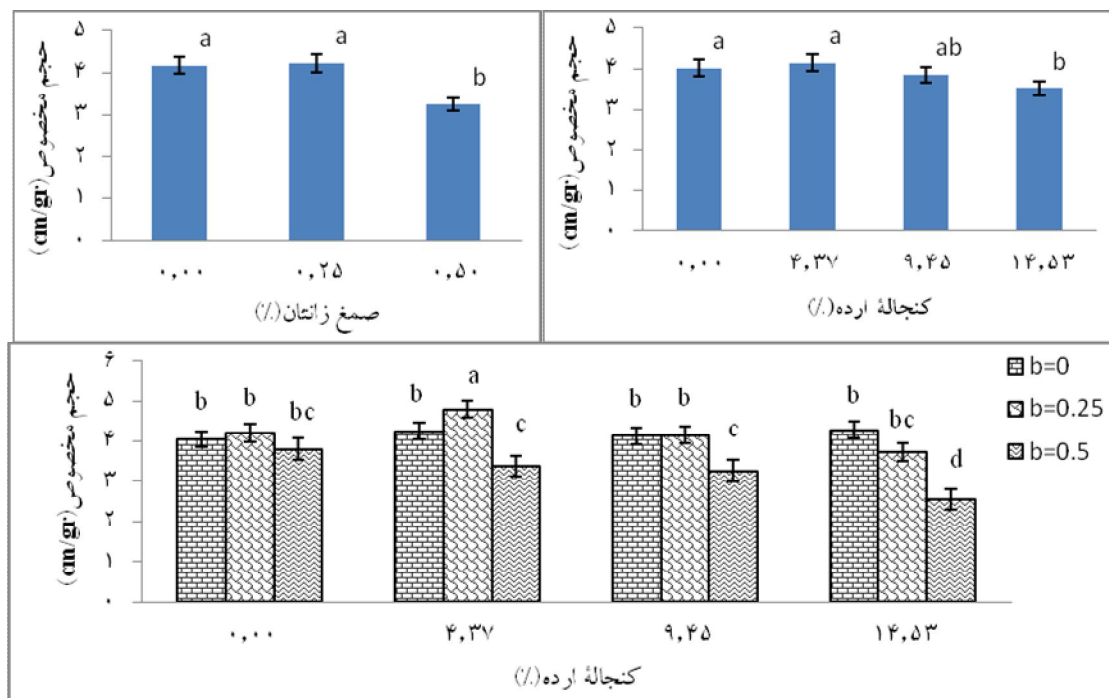 حجم مخصوص(cm/gr)
۵
۴
۳
۲
۱
۰
a
a
b
۰,۰۰ ۰,۲۵ ۰,۵۰
صمغ زانتان(٪)
حجم مخصوص(cm/gr)
۵
۴
۳
۲
۱
۰
a
a
ab
b
۰,۰۰ ۴,۳۷ ۹,۴۵ ۱۴,۵۳
کنجالهٔ ارده(٪)
حجم مخصوص(cm/gr)
۶
۵
۴
۳
۲
۱
۰
b b bc
b a c
b b c
b bc d
b=0
b=0.25
b=0.5
۰,۰۰ ۴,۳۷ ۹,۴۵ ۱۴,۵۳
کنجالهٔ ارده(٪)